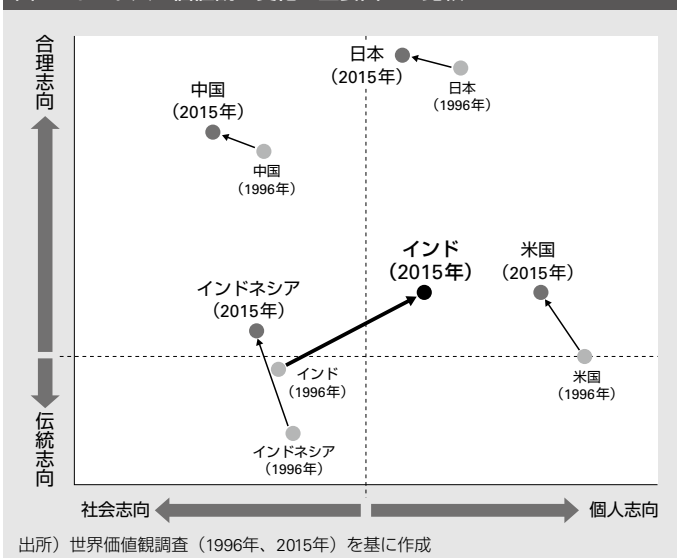 合理志向
伝統志向
日本
（2015年）
日本
（1996年）
中国
（2015年）
中国
（1996年）
インド
（2015年）
米国
（2015年）
インドネシア
（2015年）
インド
（1996年）
米国
（1996年）
インドネシア
（1996年）
社会志向
個人志向
出所）世界価値観調査（1996年、2015年）を基に作成